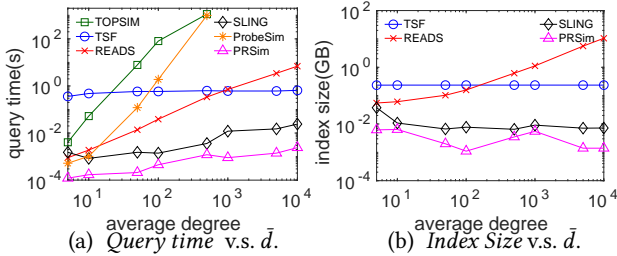 (a)
TOPSIM
TSF
READS
SLING
ProbeSim
PRSim
query time(s)
10^2
10^0
10^-2
10^-4
10^1
10^2
10^3
10^4
average degree
(a) Query time v.s. d̄.
(b)
TSF
READS
SLING
PRSim
index size(GB)
10^2
10^0
10^-2
10^-4
10^1
10^2
10^3
10^4
average degree
(b) Index Size v.s. d̄.